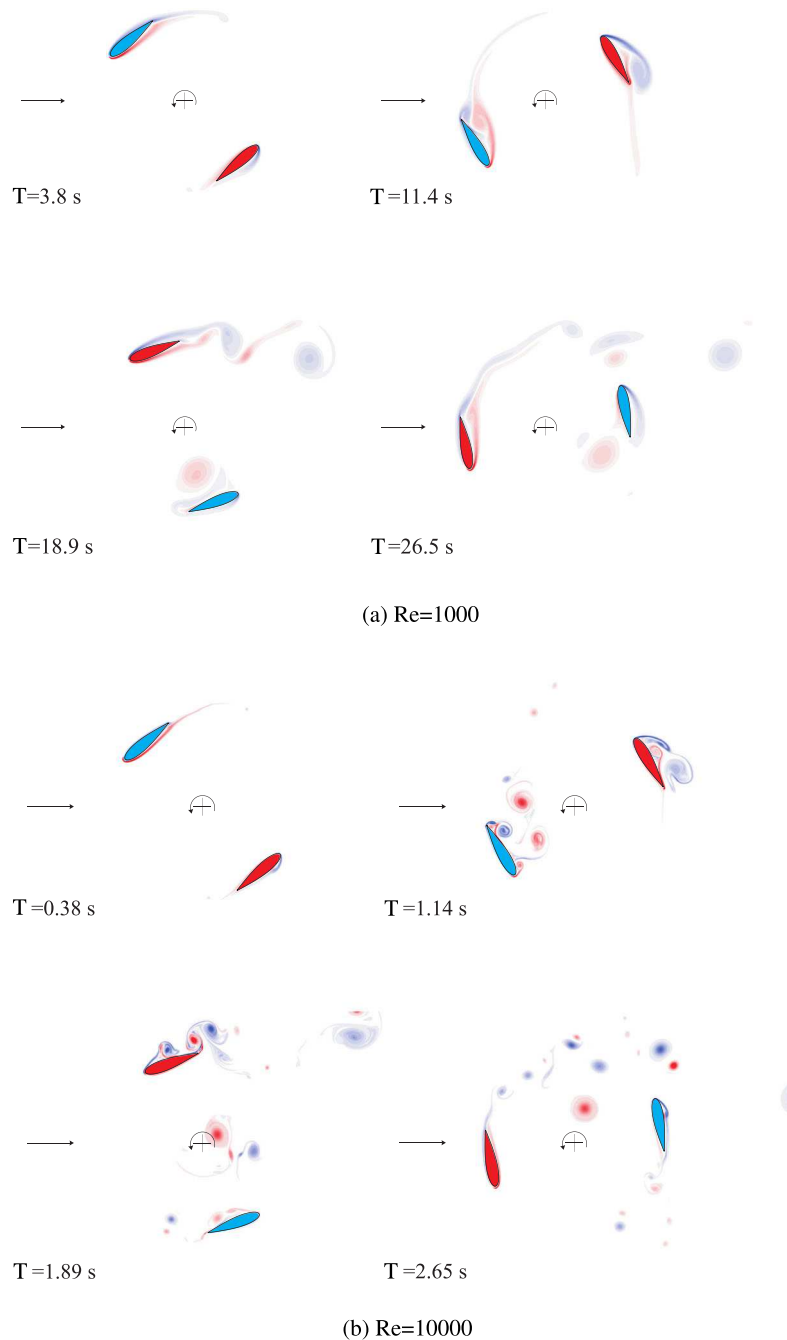 T=3.8 s
T=11.4 s
T=18.9 s
T=26.5 s
(a) Re=1000
T=0.38 s
T=1.14 s
T=1.89 s
T=2.65 s
(b) Re=10000